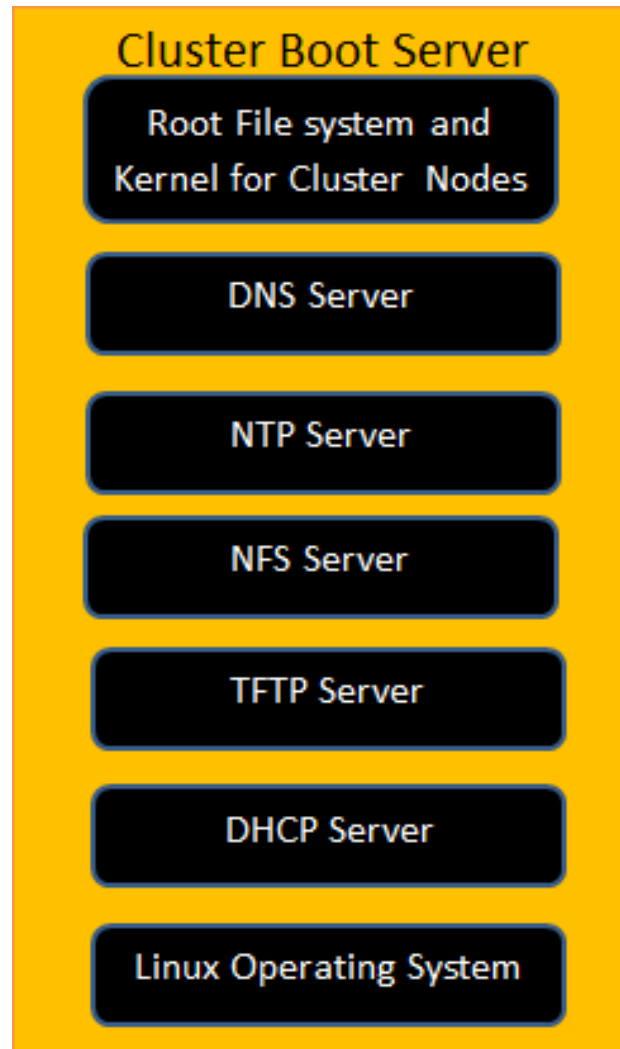 Cluster Boot Server
Root File system and
Kernel for Cluster Nodes
DNS Server
NTP Server
NFS Server
TFTP Server
DHCP Server
Linux Operating System